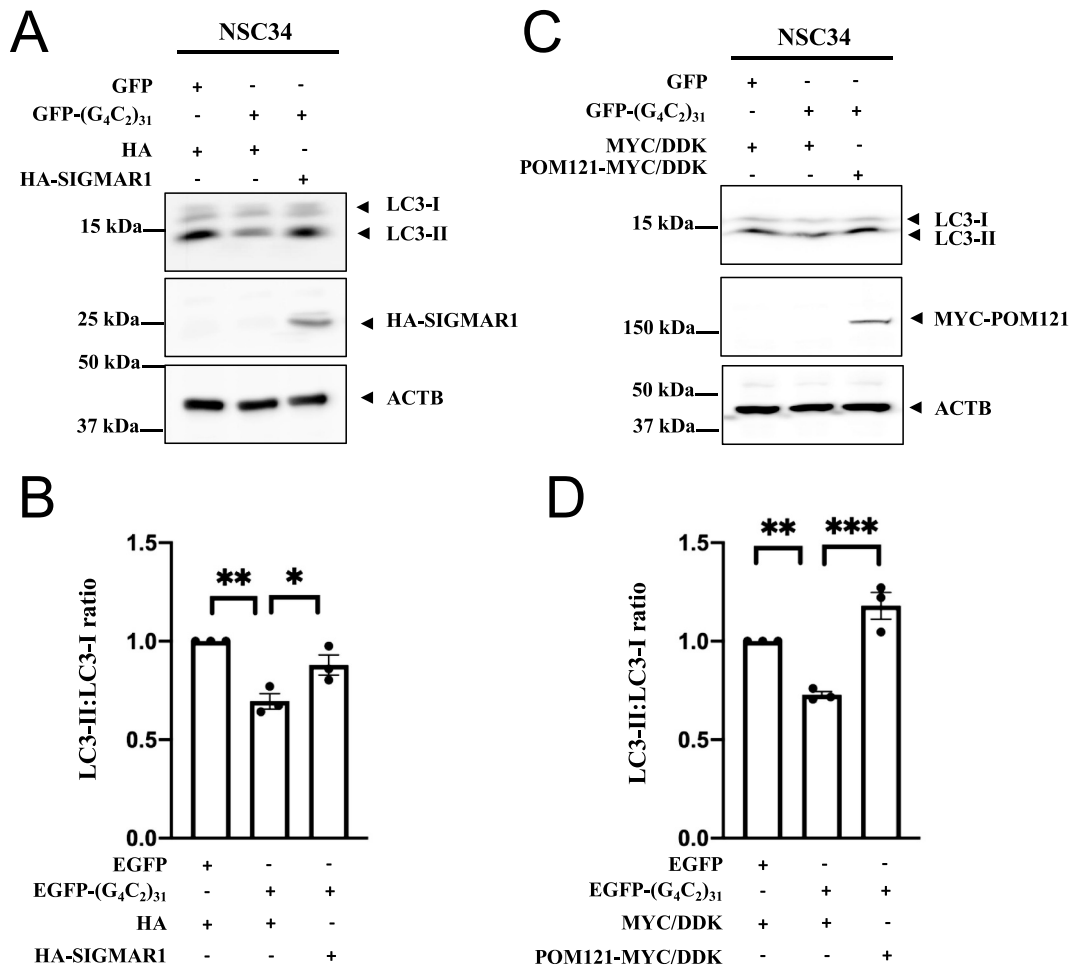 A
NSC34
GFP + - -
GFP-(G₄C₂)₃₁ - + +
HA + + -
HA-SIGMAR1 - - +
15 kDa
LC3-I
LC3-II
25 kDa
HA-SIGMAR1
50 kDa
37 kDa
ACTB
C
NSC34
GFP + - -
GFP-(G₄C₂)₃₁ - + +
MYC/DDK + + -
POM121-MYC/DDK - - +
15 kDa
LC3-I
LC3-II
150 kDa
MYC-POM121
50 kDa
37 kDa
ACTB
B
LC3-II:LC3-I ratio
1.5
1.0
0.5
0.0
** *
EGFP + - -
EGFP-(G₄C₂)₃₁ - + +
HA + + -
HA-SIGMAR1 - - +
D
LC3-II:LC3-I ratio
1.5
1.0
0.5
0.0
** ***
EGFP + - -
EGFP-(G₄C₂)₃₁ - + +
MYC/DDK + + -
POM121-MYC/DDK - - +